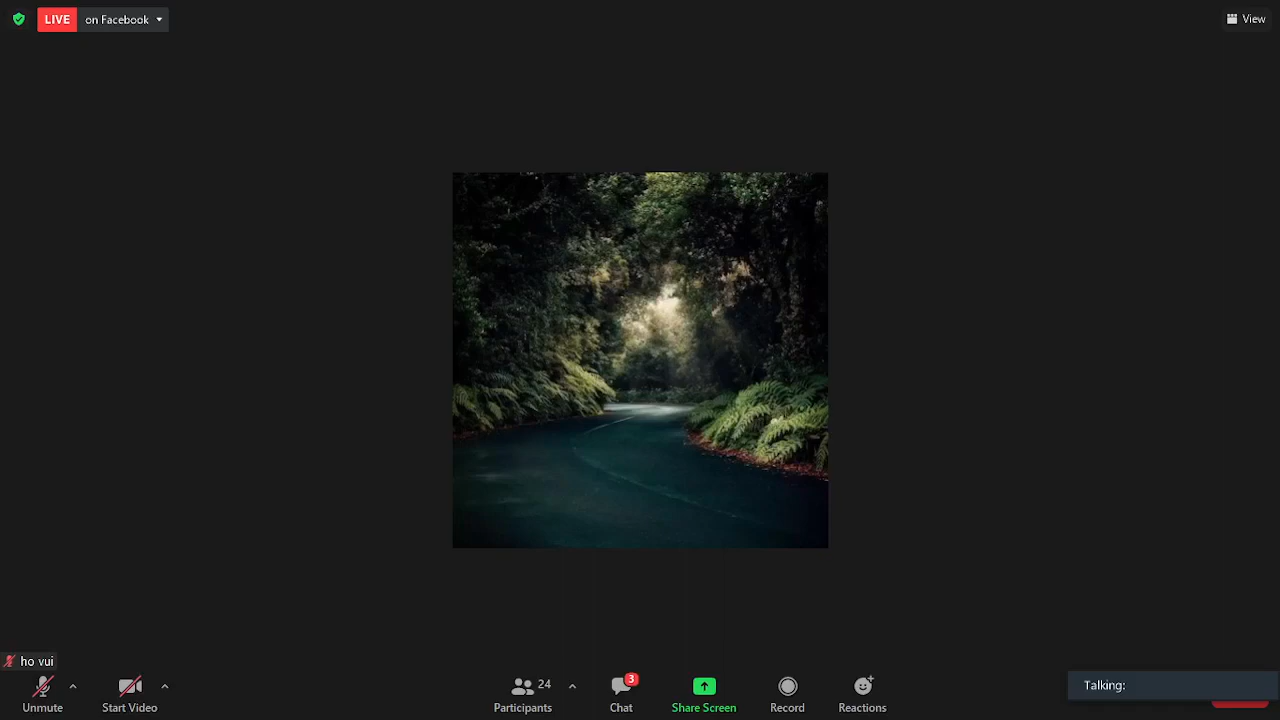 LIVE on Facebook
View
ho vui
Unmute
Start Video
24
Participants
3
Chat
Share Screen
Record
Reactions
Talking: